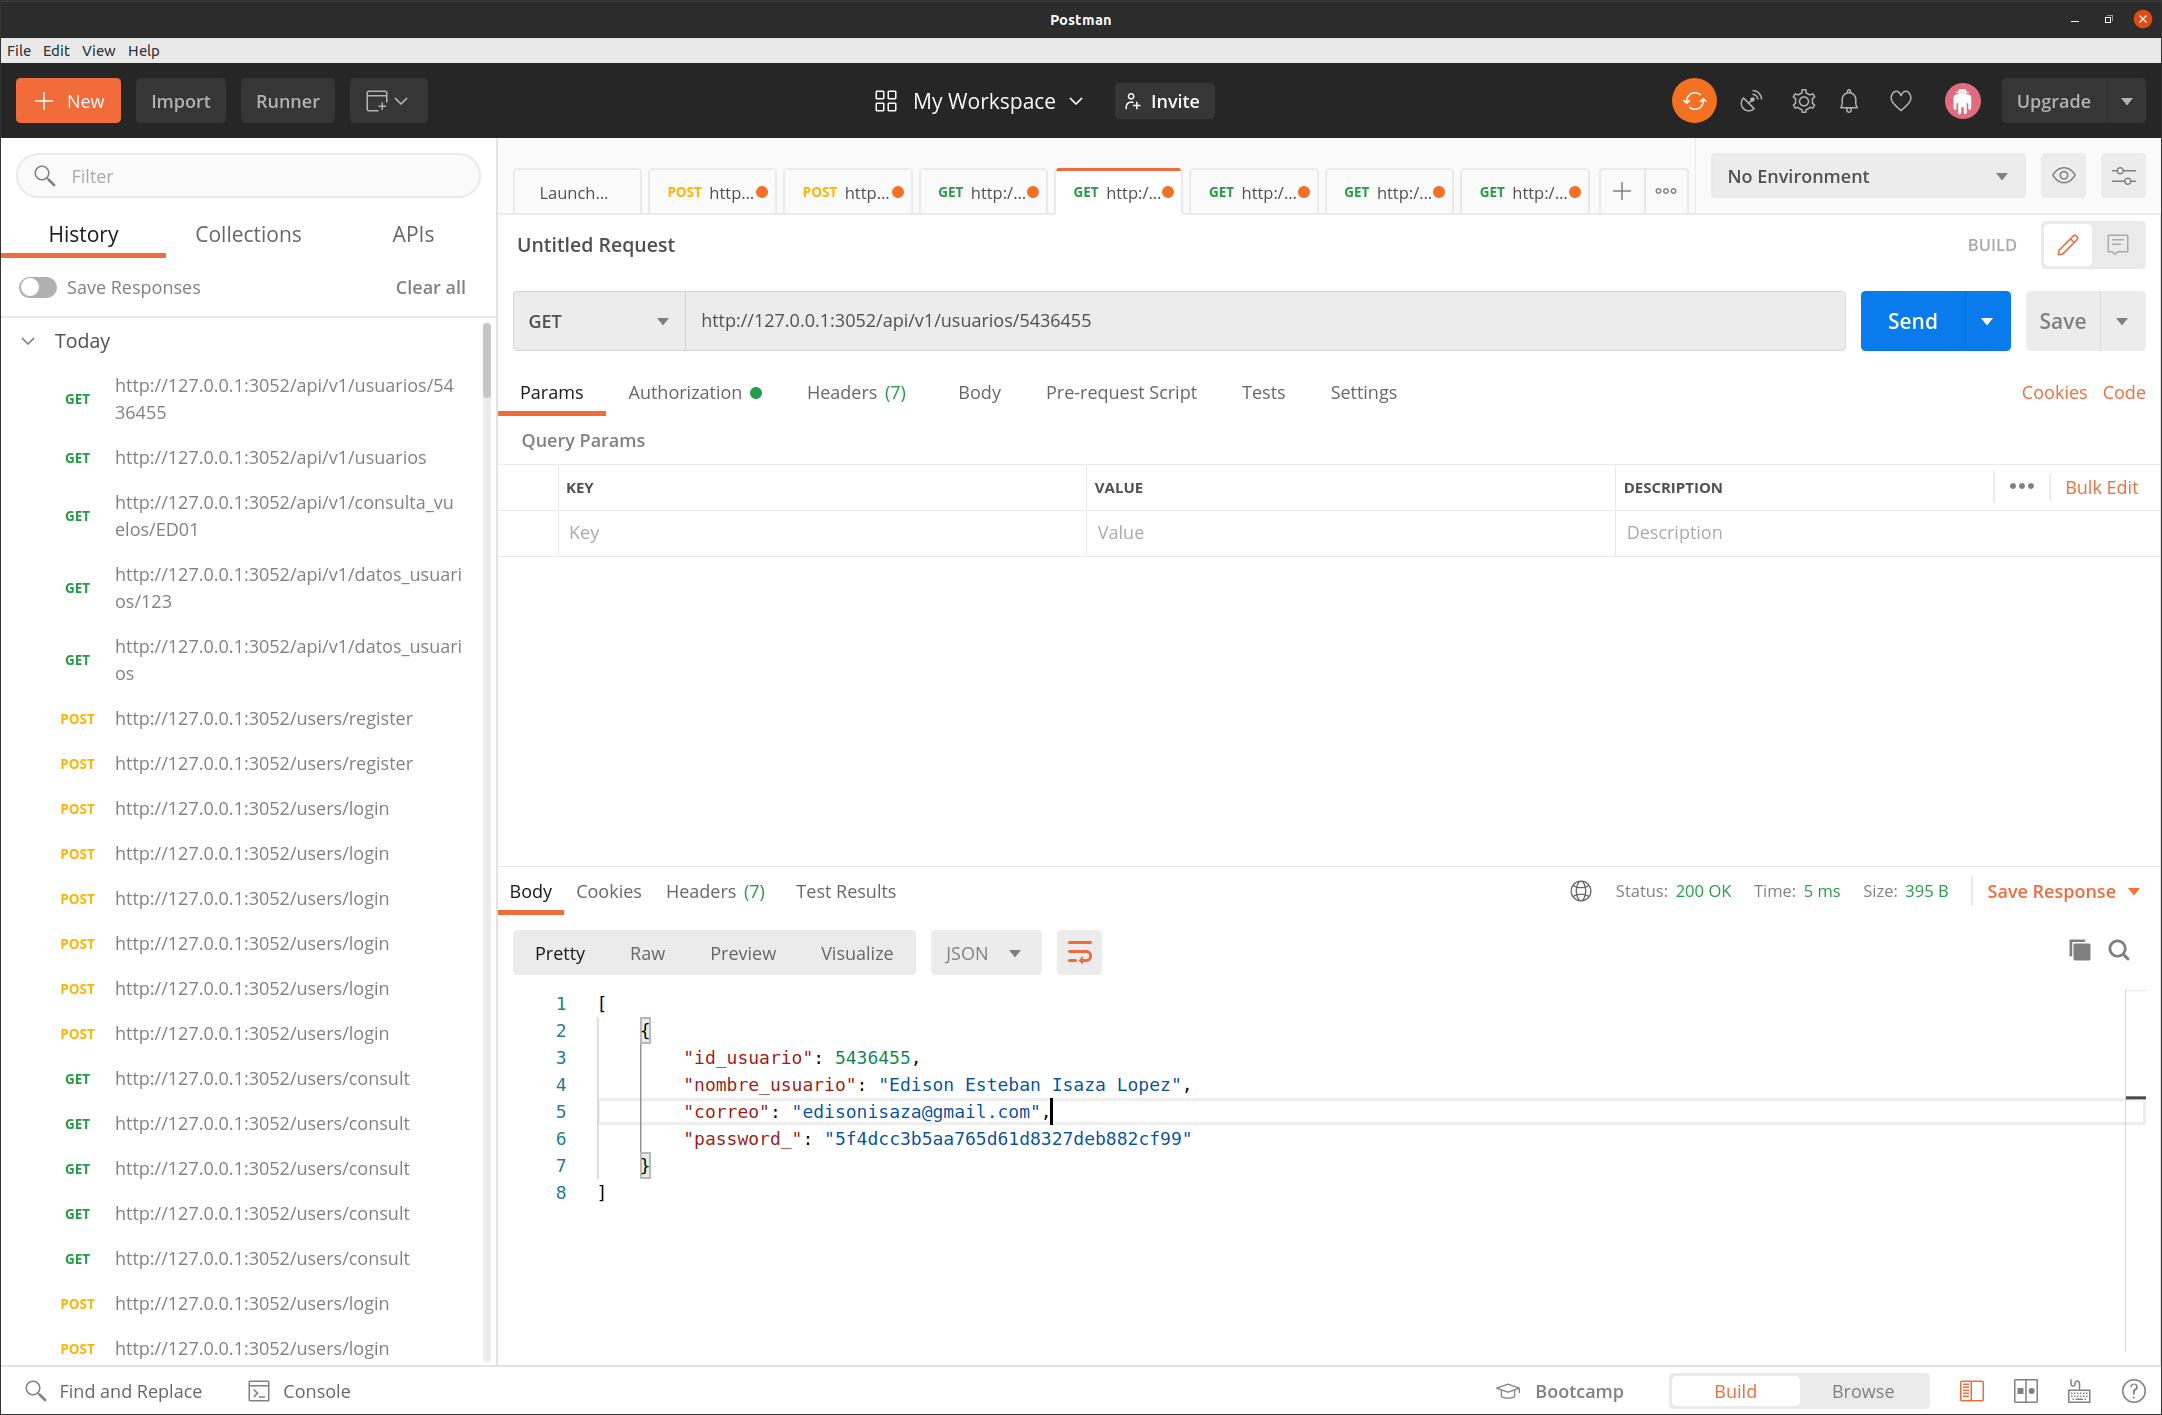 Postman
File Edit View Help
New Import Runner My Workspace Invite Upgrade
Filter
History Collections APIs
Save Responses Clear all
Today
GET http://127.0.0.1:3052/api/v1/usuarios/54
36455
GET http://127.0.0.1:3052/api/v1/usuarios
GET http://127.0.0.1:3052/api/v1/consulta_vu
elos/ED01
GET http://127.0.0.1:3052/api/v1/datos_usuari
os/123
GET http://127.0.0.1:3052/api/v1/datos_usuari
os
POST http://127.0.0.1:3052/users/register
POST http://127.0.0.1:3052/users/register
POST http://127.0.0.1:3052/users/login
POST http://127.0.0.1:3052/users/login
POST http://127.0.0.1:3052/users/login
POST http://127.0.0.1:3052/users/login
POST http://127.0.0.1:3052/users/login
POST http://127.0.0.1:3052/users/login
GET http://127.0.0.1:3052/users/consult
GET http://127.0.0.1:3052/users/consult
GET http://127.0.0.1:3052/users/consult
GET http://127.0.0.1:3052/users/consult
GET http://127.0.0.1:3052/users/consult
POST http://127.0.0.1:3052/users/login
POST http://127.0.0.1:3052/users/login
Launch... POST http... POST http... GET http:/... GET http:/... GET http:/... GET http:/... GET http:/... No Environment
Untitled Request BUILD
GET http://127.0.0.1:3052/api/v1/usuarios/5436455 Send Save
Params Authorization Headers (7) Body Pre-request Script Tests Settings Cookies Code
Query Params
KEY VALUE DESCRIPTION ••• Bulk Edit
Key Value Description
Body Cookies Headers (7) Test Results Status: 200 OK Time: 5 ms Size: 395 B Save Response
Pretty Raw Preview Visualize JSON
1 [
2 {
3 "id_usuario": 5436455,
4 "nombre_usuario": "Edison Esteban Isaza Lopez",
5 "correo": "edisonisaza@gmail.com",
6 "password_": "5f4dcc3b5aa765d61d8327deb882cf99"
7 }
8 ]
Find and Replace Console Bootcamp Build Browse